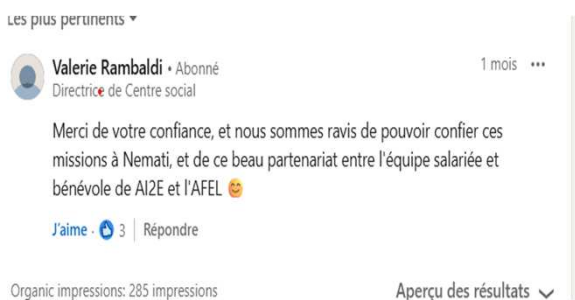 Les plus pertinents
Valerie Rambaldi • Abonné
1 mois
Directrice de Centre social
Merci de votre confiance, et nous sommes ravis de pouvoir confier ces
missions à Nemati, et de ce beau partenariat entre l'équipe salariée et
bénévole de AI2E et l'AFEL 😊
J'aime · 3 | Répondre
Organic impressions: 285 impressions
Aperçu des résultats